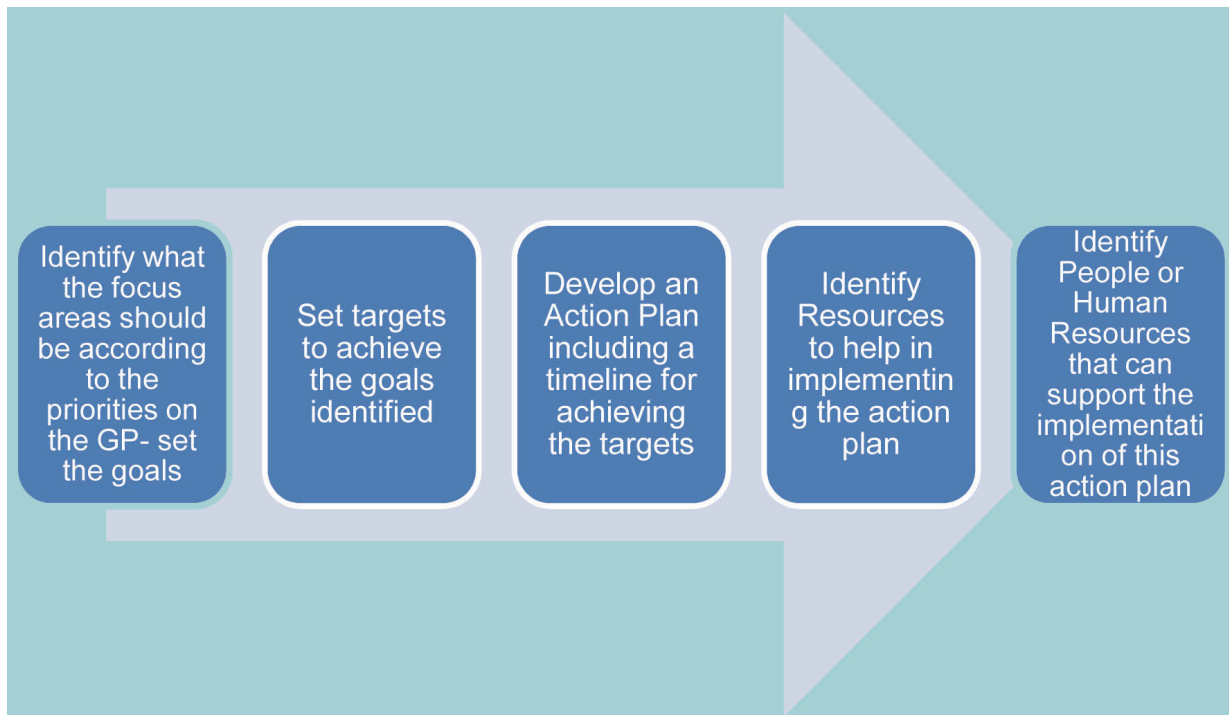 Identify what
the focus
areas should
be according
to the
priorities on
the GP- set
the goals
Set targets
to achieve
the goals
identified
Develop an
Action Plan
including a
timeline for
achieving
the targets
Identify
Resources
to help in
implementin
g the action
plan
Identify
People or
Human
Resources
that can
support the
implementati
on of this
action plan